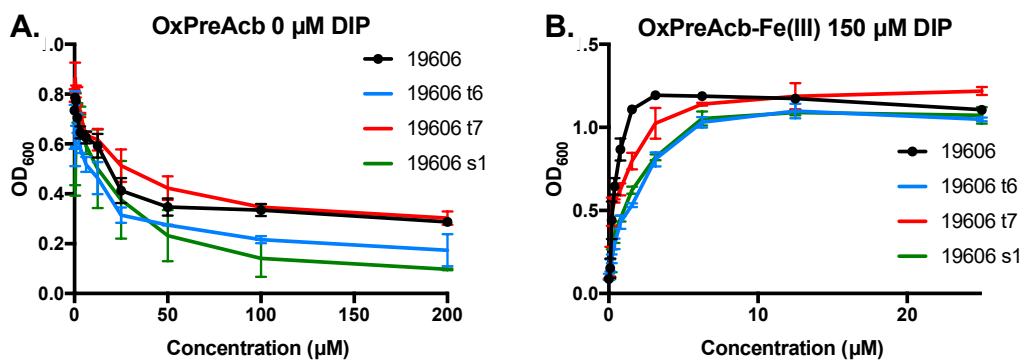 A.
OxPreAcb 0 µM DIP
OD600
1.0
0.8
0.6
0.4
0.2
0.0
0
50
100
150
200
Concentration (µM)
19606
19606 t6
19606 t7
19606 s1
B.
OxPreAcb-Fe(III) 150 µM DIP
OD600
1.5
1.0
0.5
0.0
0
10
20
Concentration (µM)
19606
19606 t6
19606 t7
19606 s1